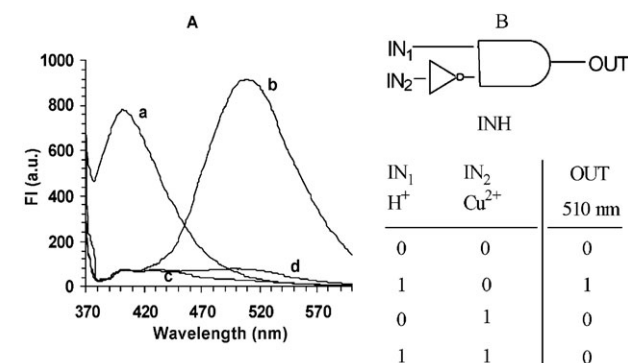 A
1000
800
600
400
200
0
FI (a.u.)
a
b
c
d
370 420 470 520 570
Wavelength (nm)
B
IN₁
IN₂
OUT
INH
IN₁ IN₂ OUT
H⁺ Cu²⁺ 510 nm
0 0 0
1 0 1
0 1 0
1 1 0